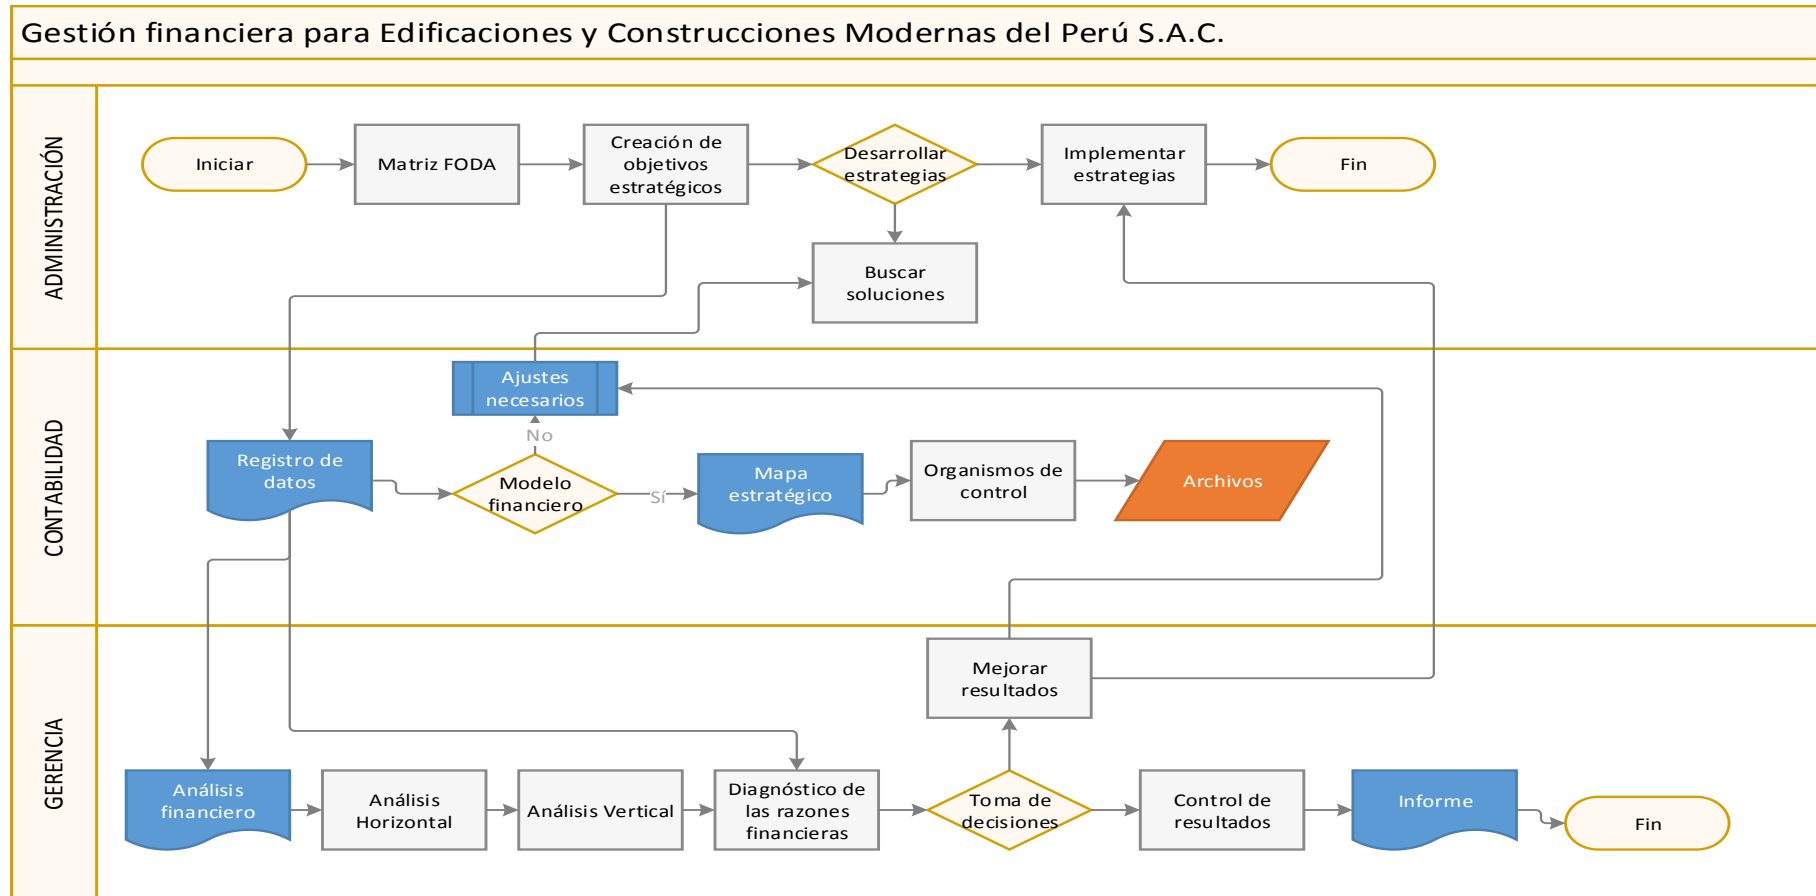 Gestión financiera para Edificaciones y Construcciones Modernas del Perú S.A.C.
ADMINISTRACIÓN
Iniciar
Matriz FODA
Creación de
objetivos
estratégicos
Desarrollar
estrategias
Implementar
estrategias
Fin
Buscar
soluciones
CONTABILIDAD
Ajustes
necesarios
No
Registro de
datos
Modelo
financiero
Sí
Mapa
estratégico
Organismos de
control
Archivos
GERENCIA
Mejorar
resultados
Análisis
financiero
Análisis
Horizontal
Análisis Vertical
Diagnóstico de
las razones
financieras
Toma de
decisiones
Control de
resultados
Informe
Fin